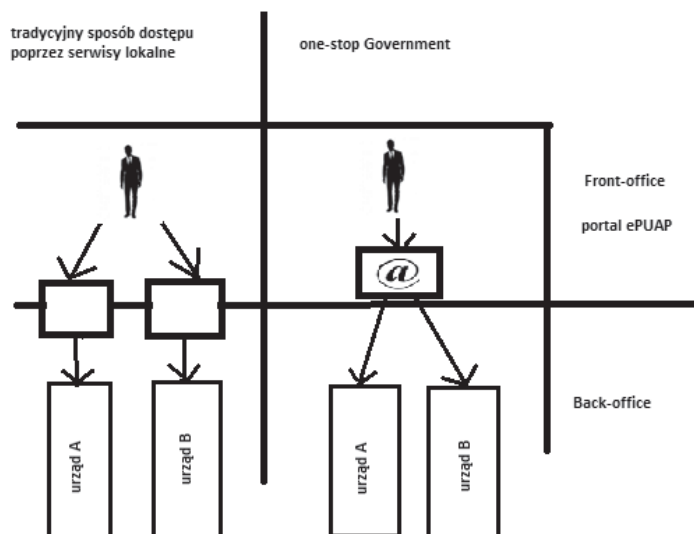 tradycyjny sposób dostępu
poprzez serwisy lokalne
one-stop Government
Front-office
portal ePUAP
@
Back-office
urząd A
urząd B
urząd A
urząd B